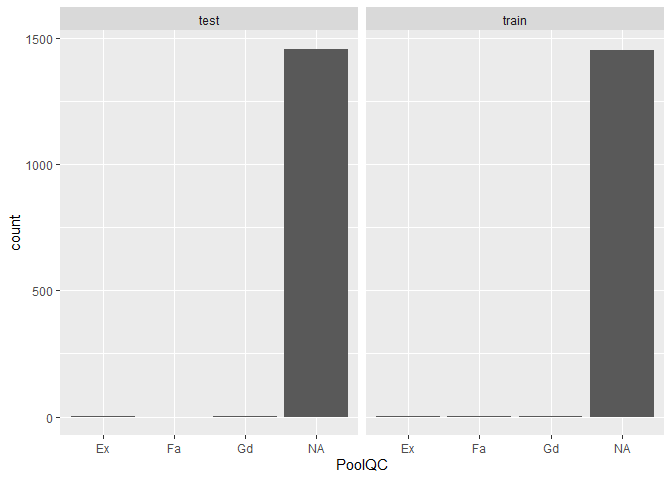 test train
count
1500
1000
500
0
Ex Fa Gd NA Ex Fa Gd NA
PoolQC